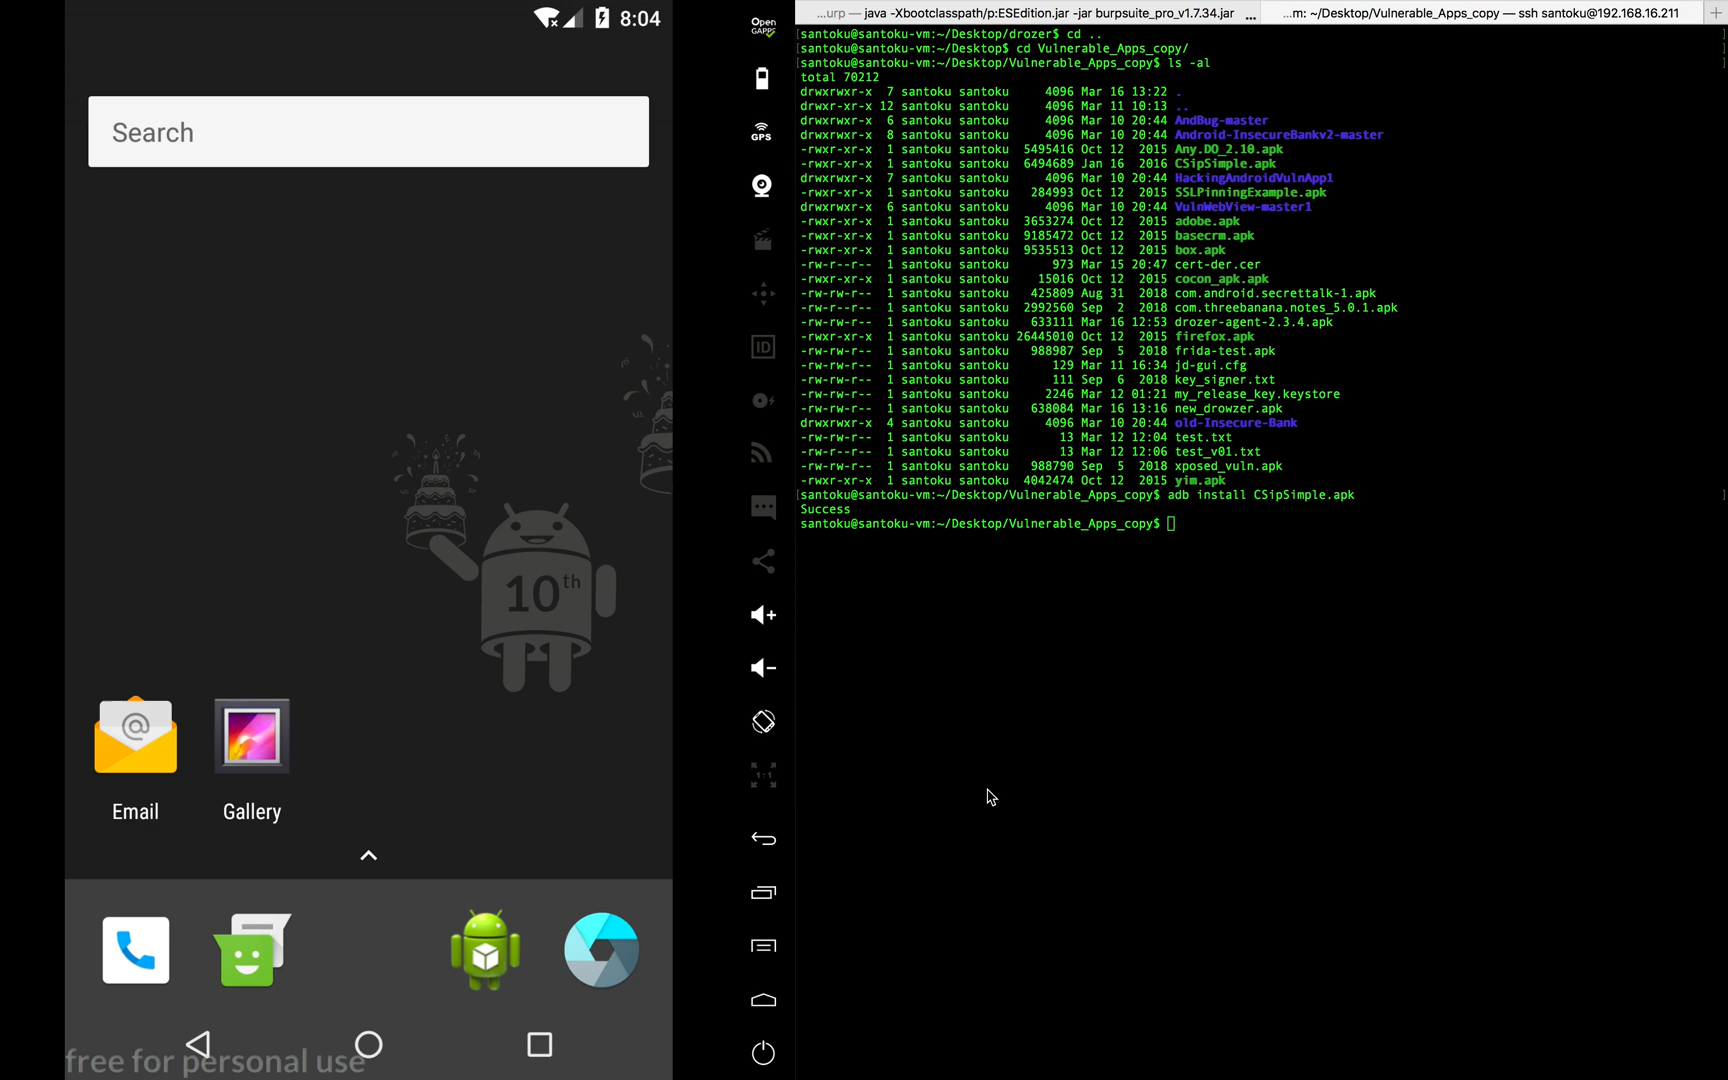 8:04
Search
10th
Email
Gallery
free for personal use
Open
GAPPS
GPS
ID
1:1
...urp — java -Xbootclasspath/p:ESEdition.jar -jar burpsuite_pro_v1.7.34.jar ...
...m: ~/Desktop/Vulnerable_Apps_copy — ssh santoku@192.168.16.211 +
[santoku@santoku-vm:~/Desktop/drozer$ cd ..
[santoku@santoku-vm:~/Desktop$ cd Vulnerable_Apps_copy/
[santoku@santoku-vm:~/Desktop/Vulnerable_Apps_copy$ ls -al
total 70212
drwxrwxr-x 7 santoku santoku 4096 Mar 16 13:22 .
drwxr-xr-x 12 santoku santoku 4096 Mar 11 10:13 ..
drwxrwxr-x 6 santoku santoku 4096 Mar 10 20:44 AndBug-master
drwxrwxr-x 8 santoku santoku 4096 Mar 10 20:44 Android-InsecureBankv2-master
-rwxr-xr-x 1 santoku santoku 5495416 Oct 12 2015 Any.DO_2.10.apk
-rwxr-xr-x 1 santoku santoku 6494689 Jan 16 2016 CSipSimple.apk
drwxrwxr-x 7 santoku santoku 4096 Mar 10 20:44 HackingAndroidVulnApp1
-rwxr-xr-x 1 santoku santoku 284993 Oct 12 2015 SSLPinningExample.apk
drwxrwxr-x 6 santoku santoku 4096 Mar 10 20:44 VulnWebView-master1
-rwxr-xr-x 1 santoku santoku 3653274 Oct 12 2015 adobe.apk
-rwxr-xr-x 1 santoku santoku 9185472 Oct 12 2015 basecrm.apk
-rwxr-xr-x 1 santoku santoku 9535513 Oct 12 2015 box.apk
-rw-r--r-- 1 santoku santoku 973 Mar 15 20:47 cert-der.cer
-rwxr-xr-x 1 santoku santoku 15016 Oct 12 2015 cocon_apk.apk
-rw-rw-r-- 1 santoku santoku 425809 Aug 31 2018 com.android.secrettalk-1.apk
-rw-rw-r-- 1 santoku santoku 2992560 Sep 2 2018 com.threebanana.notes_5.0.1.apk
-rw-rw-r-- 1 santoku santoku 633111 Mar 16 12:53 drozer-agent-2.3.4.apk
-rwxr-xr-x 1 santoku santoku 26445010 Oct 12 2015 firefox.apk
-rw-rw-r-- 1 santoku santoku 988987 Sep 5 2018 frida-test.apk
-rw-rw-r-- 1 santoku santoku 129 Mar 11 16:34 jd-gui.cfg
-rw-rw-r-- 1 santoku santoku 111 Sep 6 2018 key_signer.txt
-rw-rw-r-- 1 santoku santoku 2246 Mar 12 01:21 my_release_key.keystore
-rw-rw-r-- 1 santoku santoku 638084 Mar 16 13:16 new_drowzer.apk
drwxrwxr-x 4 santoku santoku 4096 Mar 10 20:44 old-Insecure-Bank
-rw-rw-r-- 1 santoku santoku 13 Mar 12 12:04 test.txt
-rw-r--r-- 1 santoku santoku 13 Mar 12 12:06 test_v01.txt
-rw-rw-r-- 1 santoku santoku 988790 Sep 5 2018 xposed_vuln.apk
-rwxr-xr-x 1 santoku santoku 4042474 Oct 12 2015 yim.apk
[santoku@santoku-vm:~/Desktop/Vulnerable_Apps_copy$ adb install CSipSimple.apk ]
Success
santoku@santoku-vm:~/Desktop/Vulnerable_Apps_copy$